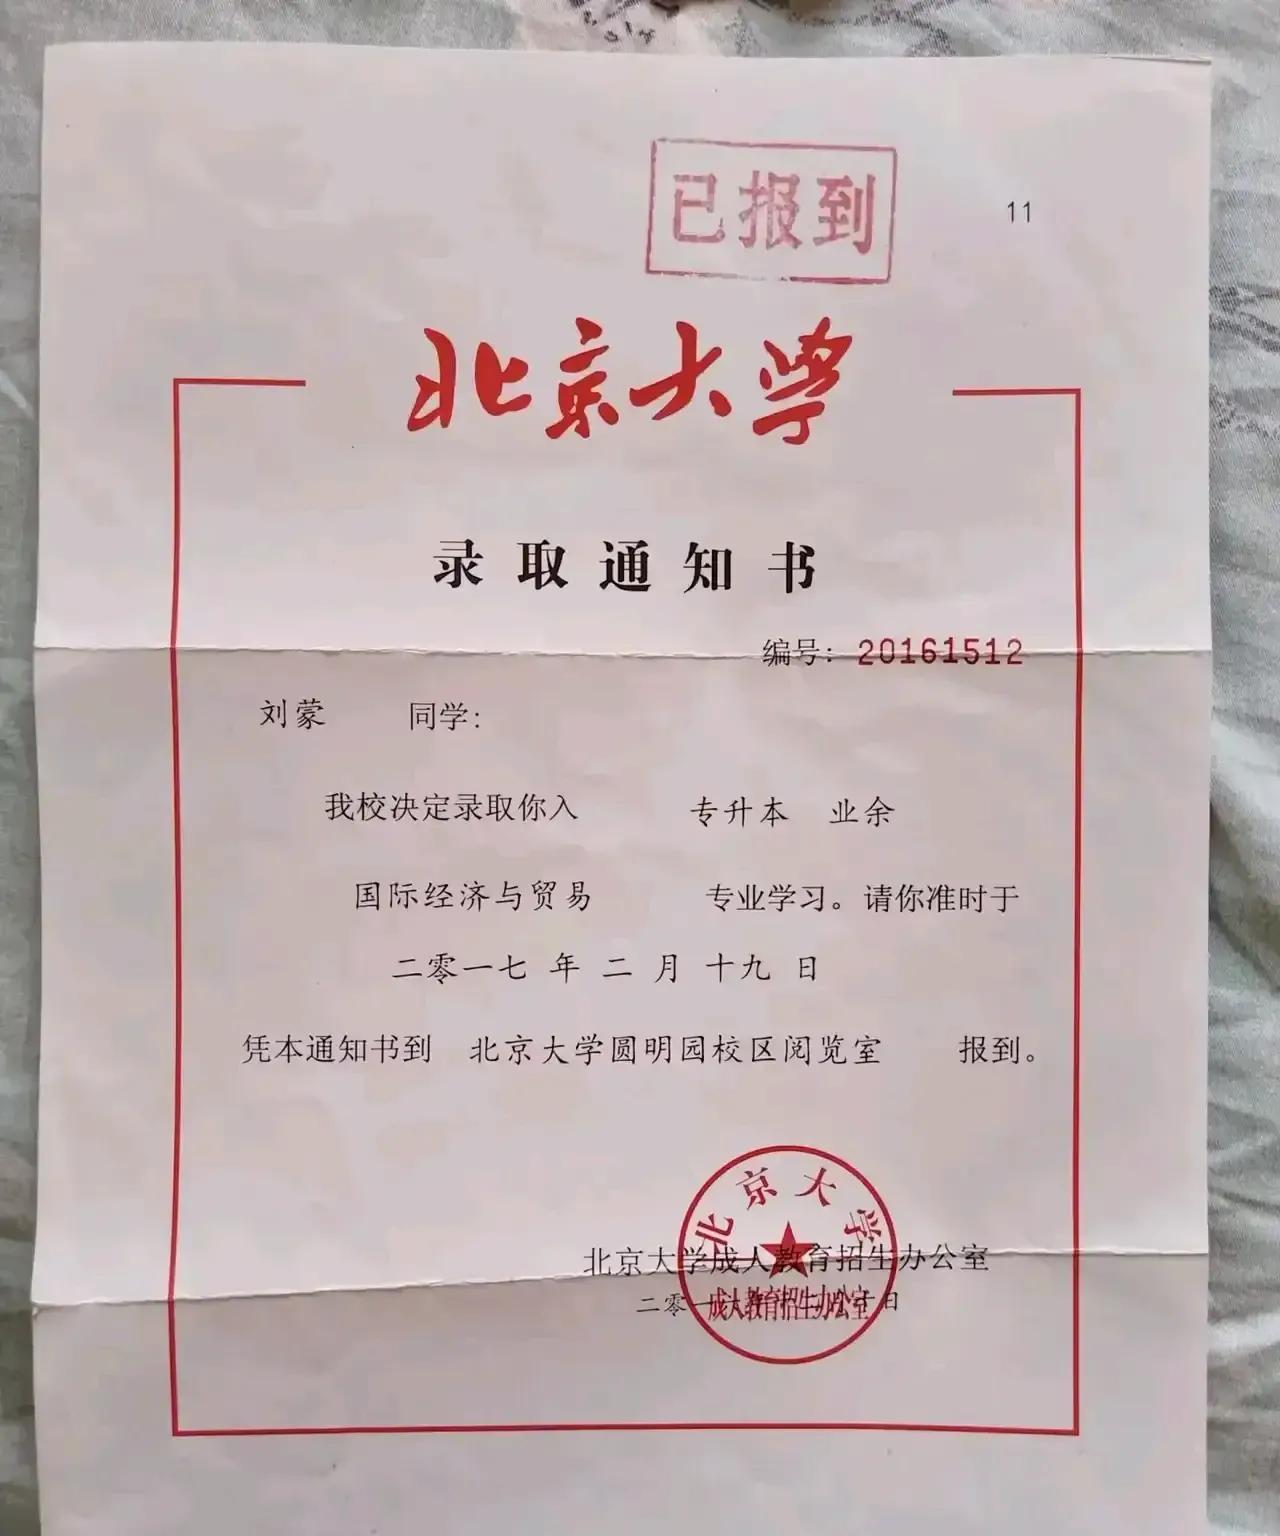 已报到
11
北京大学
录取通知书
编号：20161512
刘蒙 同学：
我校决定录取你入 专升本 业余
国际经济与贸易 专业学习。请你准时于
二零一七 年 二 月 十九 日
凭本通知书到 北京大学圆明园校区阅览室 报到。
北京大学
北京大学成人教育招生办公室
二零一
日
成人教育招生办公室